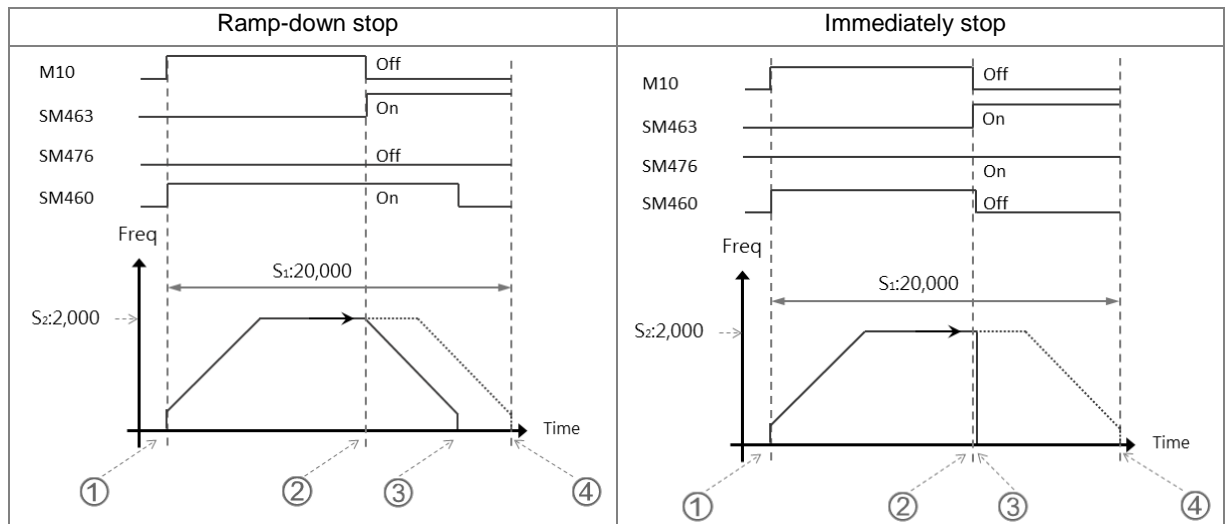 Ramp-down stop
M10
Off
SM463
On
SM476
Off
SM460
On
Freq
S1:20,000
S2:2,000
Time
① ② ③ ④
Immediately stop
M10
Off
SM463
On
SM476
On
SM460
Off
Freq
S1:20,000
S2:2,000
Time
① ② ③ ④